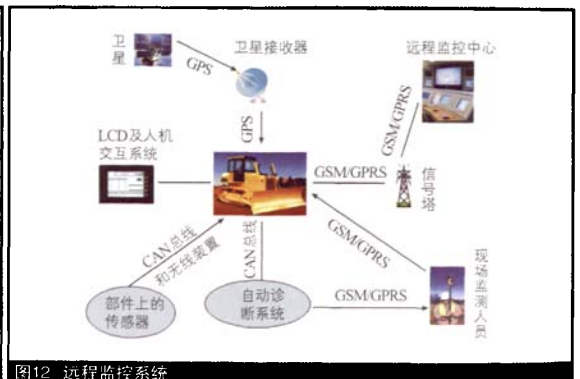 卫星
GPS
卫星接收器
远程监控中心
GPS
GSM/GPRS
LCD及人机
交互系统
GSM/GPRS
信号塔
CAN总线
和无线装置
CAN总线
GSM/GPRS
现场监测人员
部件上的
传感器
自动诊
断系统
GSM/GPRS
图12 远程监控系统